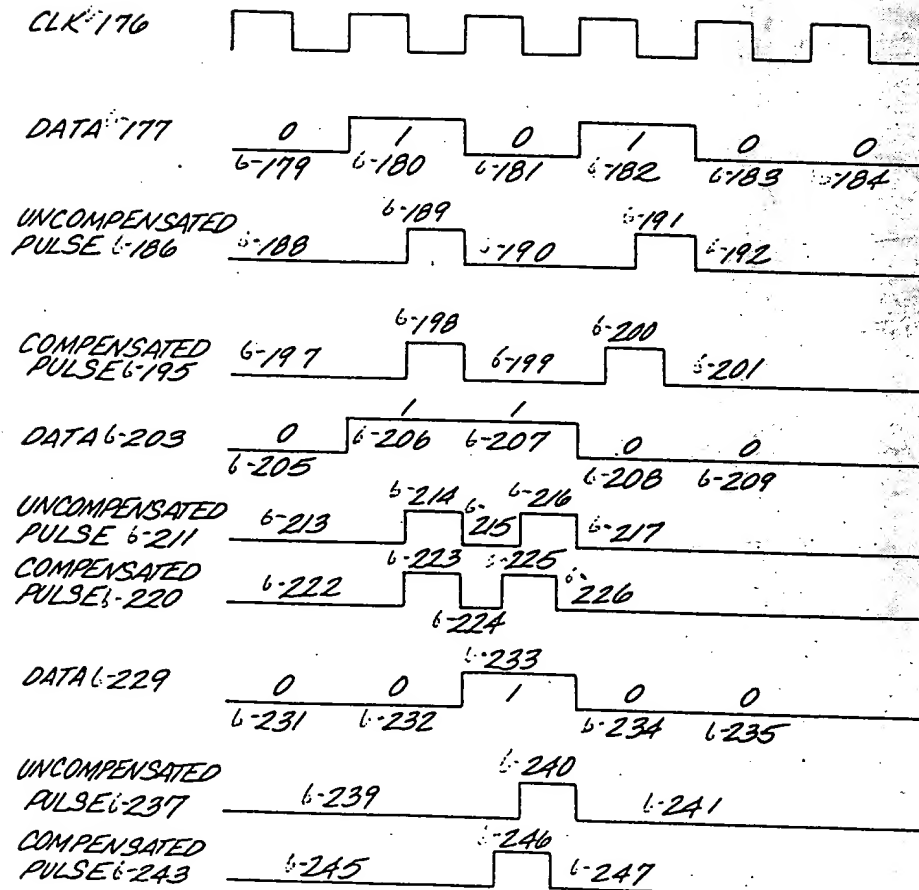 CLK 176
DATA 177
0 1 0 1 0 0
6-179 6-180 6-181 6-182 6-183 6-184
6-189 6-191
UNCOMPENSATED
PULSE 6-186
6-188 6-190 6-192
6-198 6-200
COMPENSATED
PULSE 6-195
6-197 6-199 6-201
DATA 6-203
0 1 1 0 0
6-205 6-206 6-207 6-208 6-209
6-214 6-216
UNCOMPENSATED
PULSE 6-211
6-213 6-215 6-217
6-223 6-225
COMPENSATED
PULSE 6-220
6-222 6-224 6-226
6-233
DATA 6-229
0 0 1 0 0
6-231 6-232 6-234 6-235
6-240
UNCOMPENSATED
PULSE 6-237
6-239 6-241
6-246
COMPENSATED
PULSE 6-243
6-245 6-247